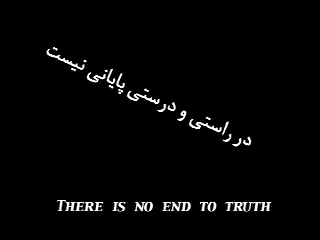 در راستی و درستی پایانی نیست
There is no end to truth